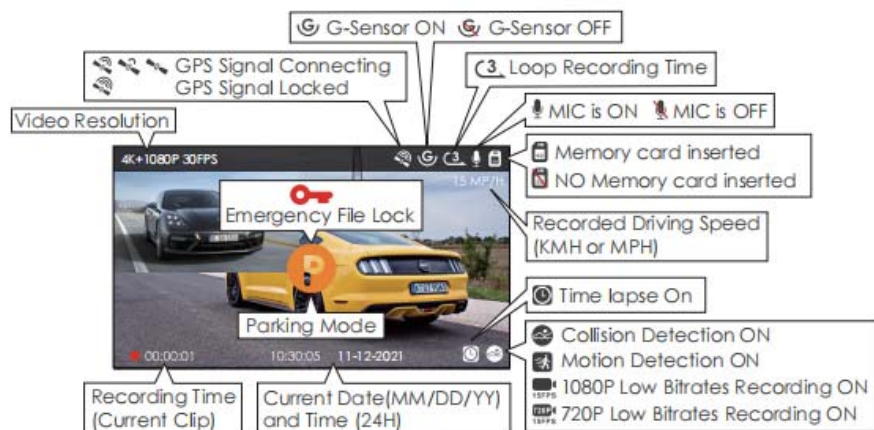 G-Sensor ON G-Sensor OFF
GPS Signal Connecting
GPS Signal Locked
3 Loop Recording Time
MIC is ON MIC is OFF
Video Resolution
4K+1080P 30FPS
G 3
Memory card inserted
NO Memory card inserted
15 MP/H
Emergency File Lock
Recorded Driving Speed
(KMH or MPH)
P
Time lapse On
Parking Mode
Collision Detection ON
Motion Detection ON
00:00:01 10:30:05 11-12-2021
15FPS 1080P Low Bitrates Recording ON
720P 15FPS 720P Low Bitrates Recording ON
Recording Time
(Current Clip)
Current Date(MM/DD/YY)
and Time (24H)